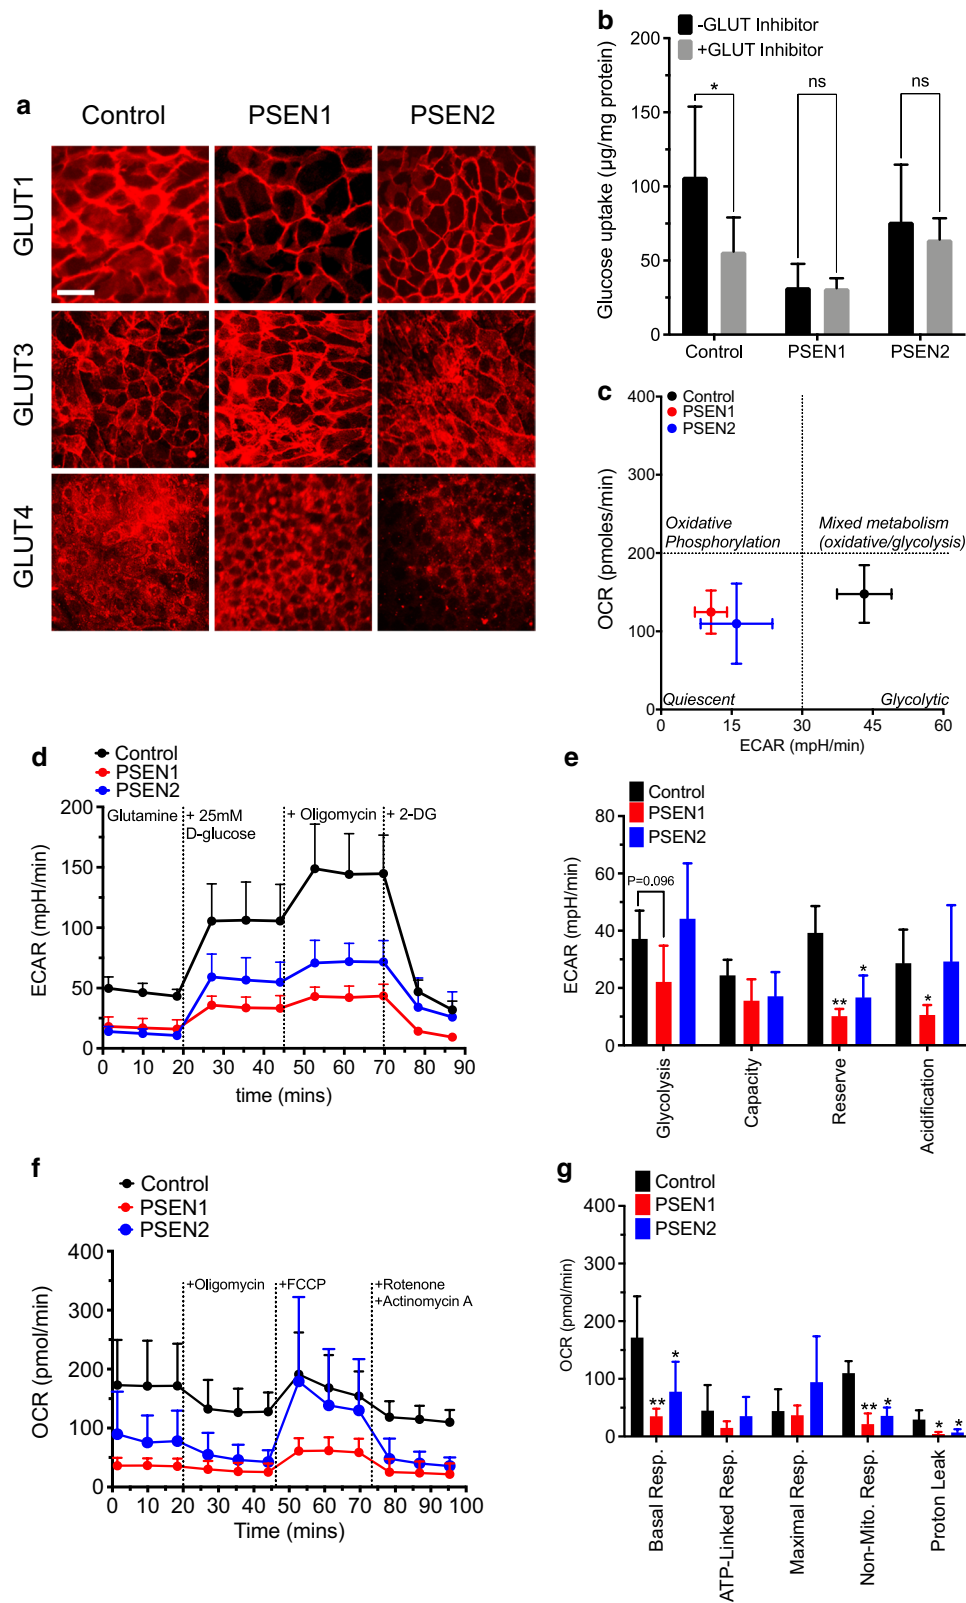 a
Control
PSEN1
PSEN2
GLUT1
GLUT3
GLUT4
b
-GLUT Inhibitor
+GLUT Inhibitor
Glucose uptake (µg/mg protein)
200
150
100
50
0
*
ns
ns
Control
PSEN1
PSEN2
c
Control
PSEN1
PSEN2
OCR (pmoles/min)
400
300
200
100
0
Oxidative
Phosphorylation
Mixed metabolism
(oxidative/glycolysis)
Quiescent
Glycolytic
0
15
30
45
60
ECAR (mpH/min)
d
Control
PSEN1
PSEN2
ECAR (mpH/min)
200
150
100
50
0
Glutamine
+ 25mM
D-glucose
+ Oligomycin
+ 2-DG
0 10 20 30 40 50 60 70 80 90
time (mins)
e
Control
PSEN1
PSEN2
ECAR (mpH/min)
80
60
40
20
0
P=0.096
**
*
*
Glycolysis
Capacity
Reserve
Acidification
f
Control
PSEN1
PSEN2
OCR (pmol/min)
400
300
200
100
0
+Oligomycin
+FCCP
+Rotenone
+Actinomycin A
0 10 20 30 40 50 60 70 80 90 100
Time (mins)
g
Control
PSEN1
PSEN2
OCR (pmol/min)
400
300
200
100
0
**
*
**
*
*
*
Basal Resp.
ATP-Linked Resp.
Maximal Resp.
Non-Mito. Resp.
Proton Leak